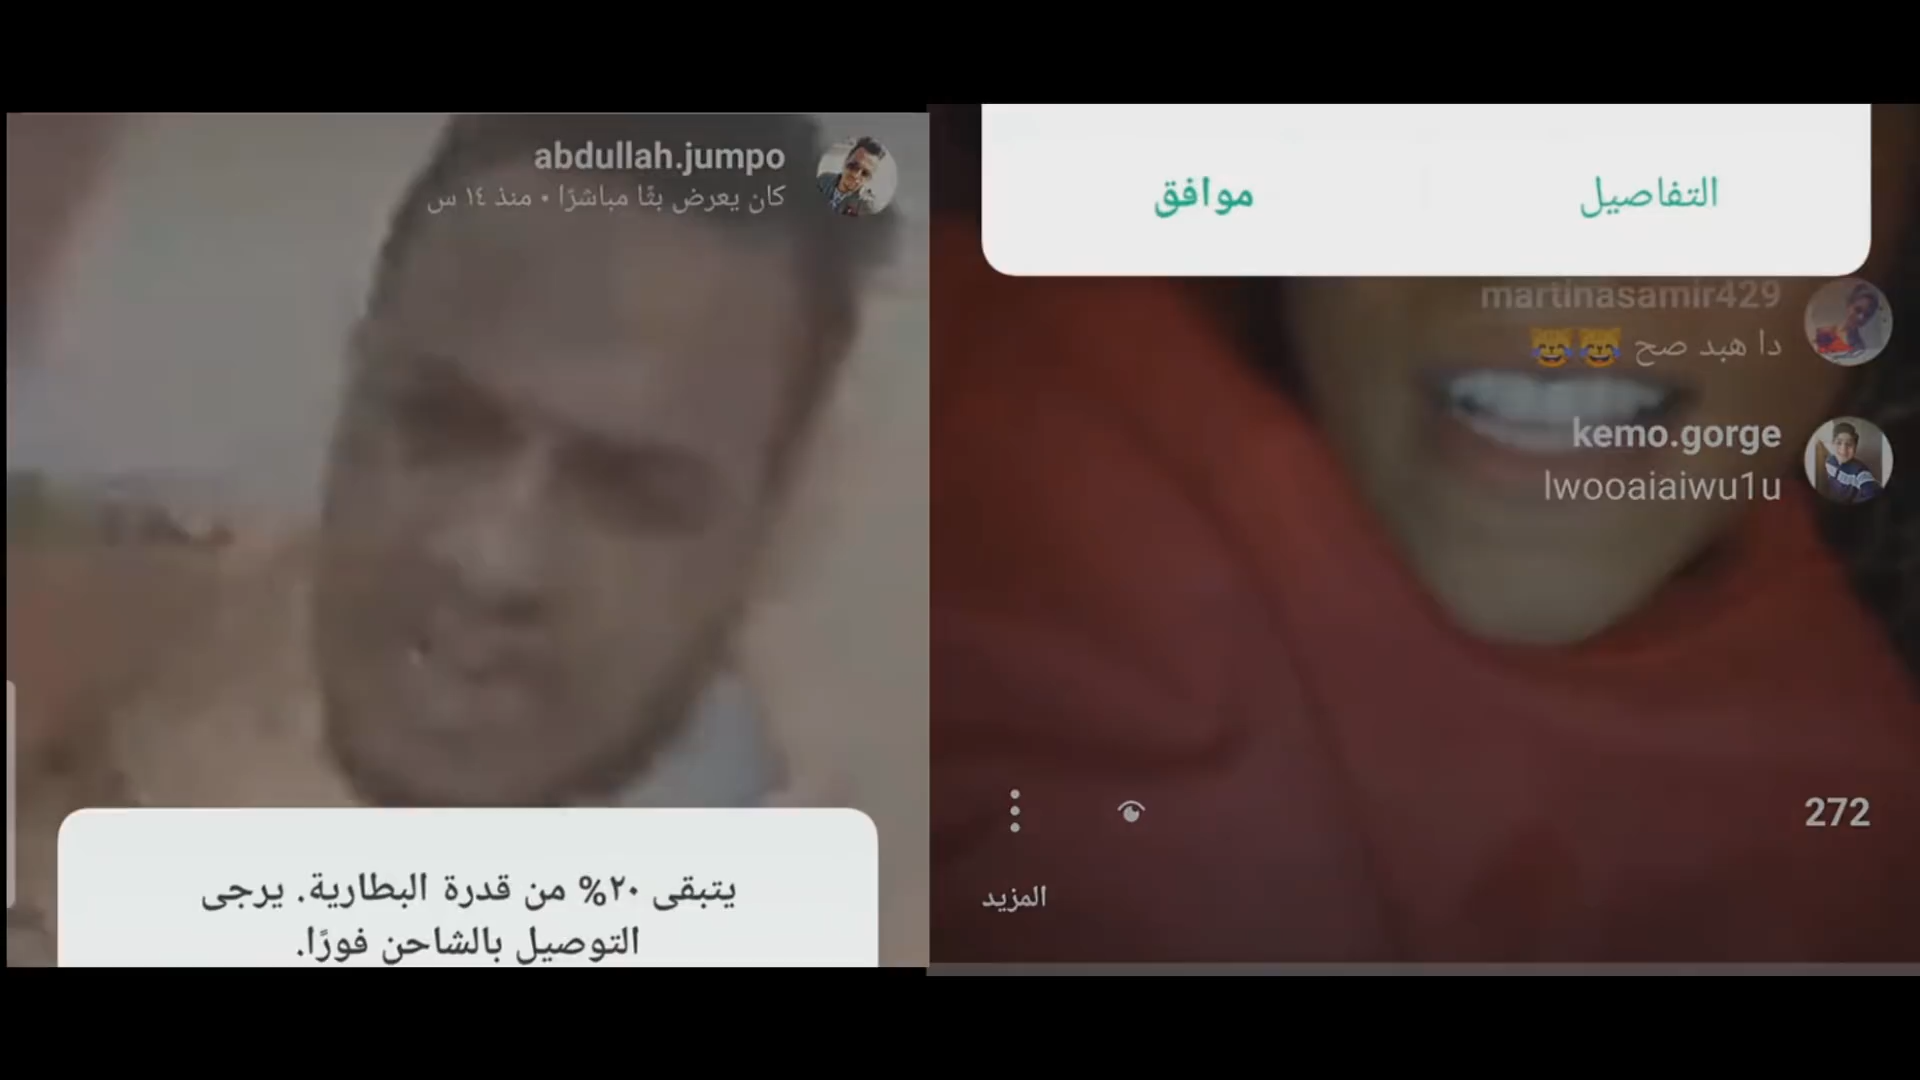 abdullah.jumpo
كان يعرض بثًا مباشرًا • منذ ١٤ س
يتبقى ٢٠% من قدرة البطارية. يرجى
التوصيل بالشاحن فورًا.
التفاصيل
موافق
martinasamir429
دا هبد صح 😹😹
kemo.gorge
lwooaiaiwu1u
272
المزيد